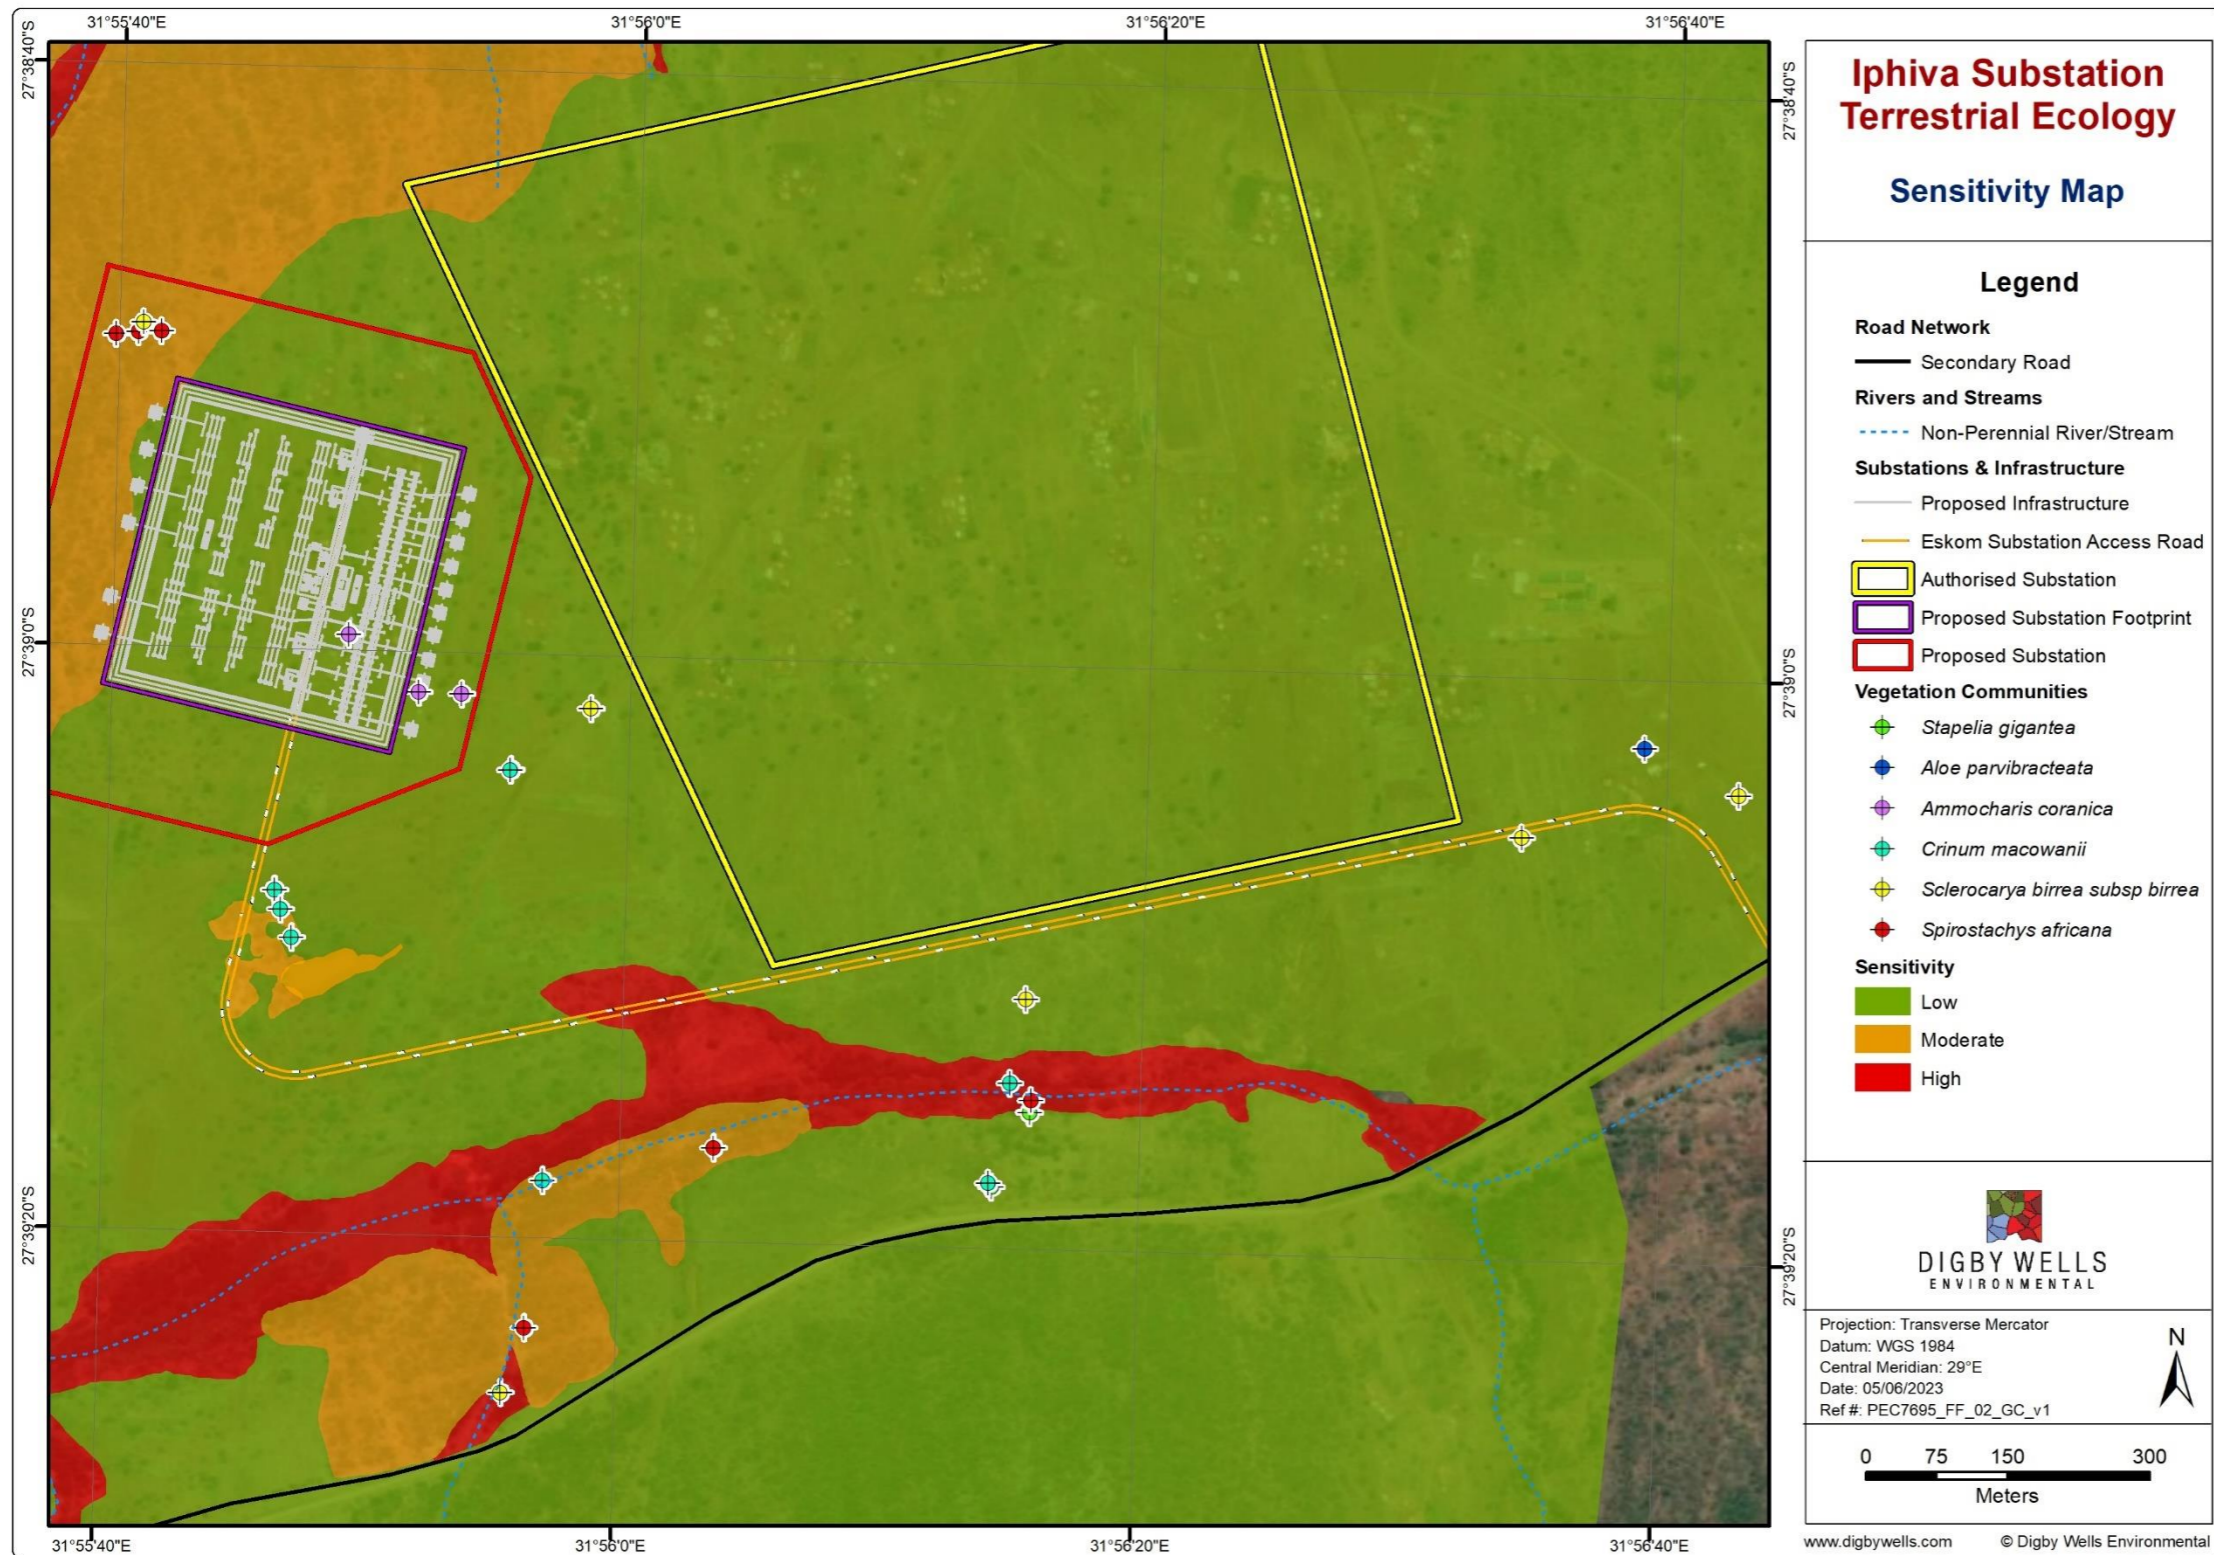 31°55'40"E
31°56'0"E
31°56'20"E
31°56'40"E
27°38'40"S
27°39'0"S
27°39'20"S
27°38'40"S
27°39'0"S
27°39'20"S
31°55'40"E
31°56'0"E
31°56'20"E
31°56'40"E
Iphiva Substation
Terrestrial Ecology
Sensitivity Map
Legend
Road Network
Secondary Road
Rivers and Streams
Non-Perennial River/Stream
Substations & Infrastructure
Proposed Infrastructure
Eskom Substation Access Road
Authorised Substation
Proposed Substation Footprint
Proposed Substation
Vegetation Communities
Stapelia gigantea
Aloe parvibracteata
Ammocharis coranica
Crinum macowanii
Sclerocarya birrea subsp birrea
Spirostachys africana
Sensitivity
Low
Moderate
High
DIGBY WELLS
ENVIRONMENTAL
Projection: Transverse Mercator
Datum: WGS 1984
Central Meridian: 29°E
Date: 05/06/2023
Ref #: PEC7695_FF_02_GC_v1
N
0 75 150 300
Meters
www.digbywells.com © Digby Wells Environmental